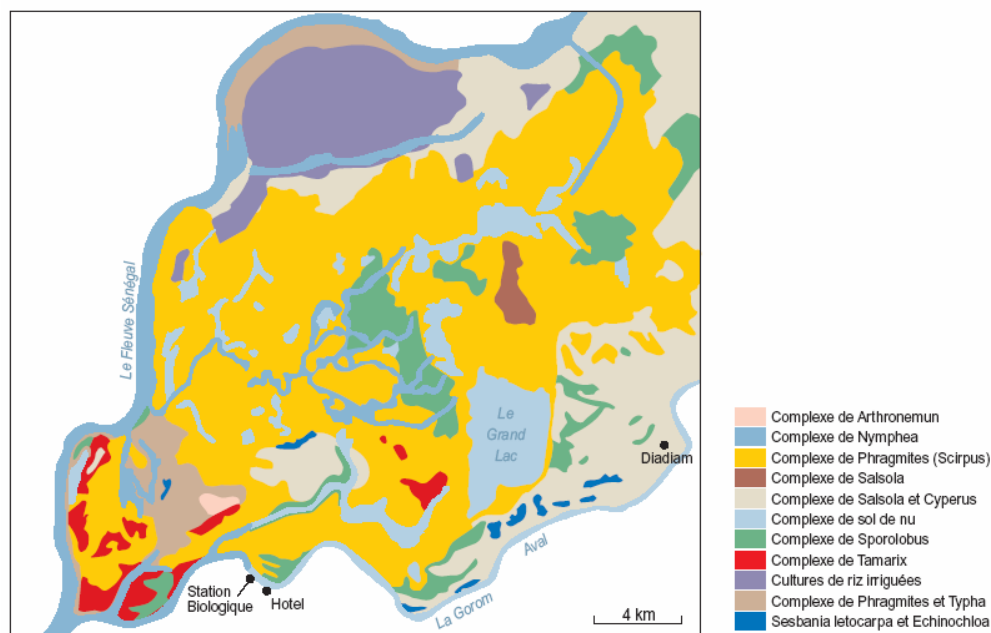 Le Fleuve Sénégal
Le
Grand
Lac
Diadiam
Aval
La Gorom
Station
Biologique
Hotel
4 km
Complexe de Arthronemun
Complexe de Nymphea
Complexe de Phragmites (Scirpus)
Complexe de Salsola
Complexe de Salsola et Cyperus
Complexe de sol de nu
Complexe de Sporolobus
Complexe de Tamarix
Cultures de riz irriguées
Complexe de Phragmites et Typha
Sesbania letocarpa et Echinochloa